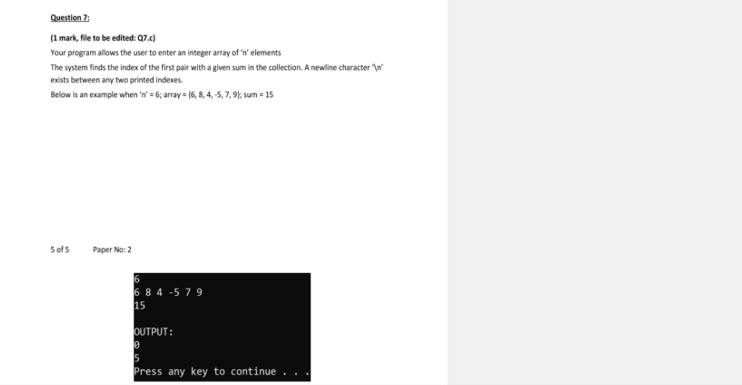 Question 7:
(1 mark, file to be edited: Q7.c)
Your program allows the user to enter an integer array of 'n' elements
The system finds the index of the first pair with a given sum in the collection. A newline character '\n'
exists between any two printed indexes.
Below is an example when 'n' = 6; array = {6, 8, 4, -5, 7, 9}; sum = 15
5 of 5 Paper No: 2
6
6 8 4 -5 7 9
15
OUTPUT:
0
5
Press any key to continue . . .